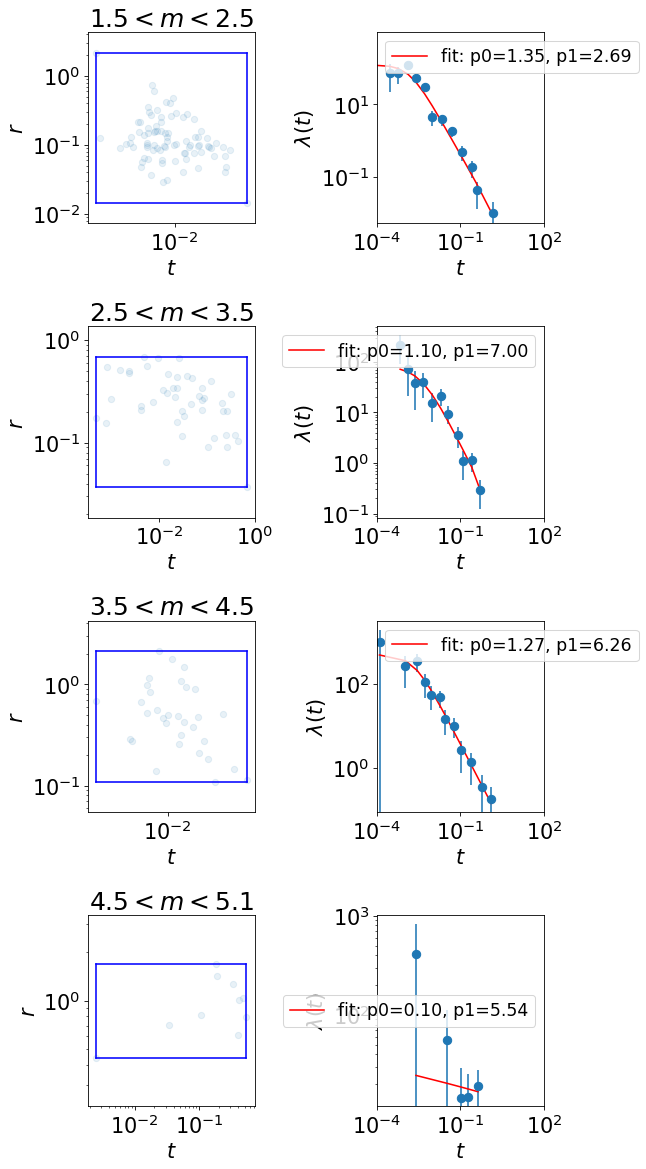 1.5 < m < 2.5
10⁰
10⁻¹
10⁻²
r
10⁻²
t
fit: p0=1.35, p1=2.69
10¹
10⁻¹
λ(t)
10⁻⁴ 10⁻¹ 10²
t
2.5 < m < 3.5
10⁰
10⁻¹
r
10⁻² 10⁰
t
fit: p0=1.10, p1=7.00
10²
10¹
10⁰
10⁻¹
λ(t)
10⁻⁴ 10⁻¹ 10²
t
3.5 < m < 4.5
10⁰
10⁻¹
r
10⁻²
t
fit: p0=1.27, p1=6.26
10²
10⁰
λ(t)
10⁻⁴ 10⁻¹ 10²
t
4.5 < m < 5.1
10⁰
r
10⁻² 10⁻¹
t
10³
fit: p0=0.10, p1=5.54
10²
λ(t)
10⁻⁴ 10⁻¹ 10²
t